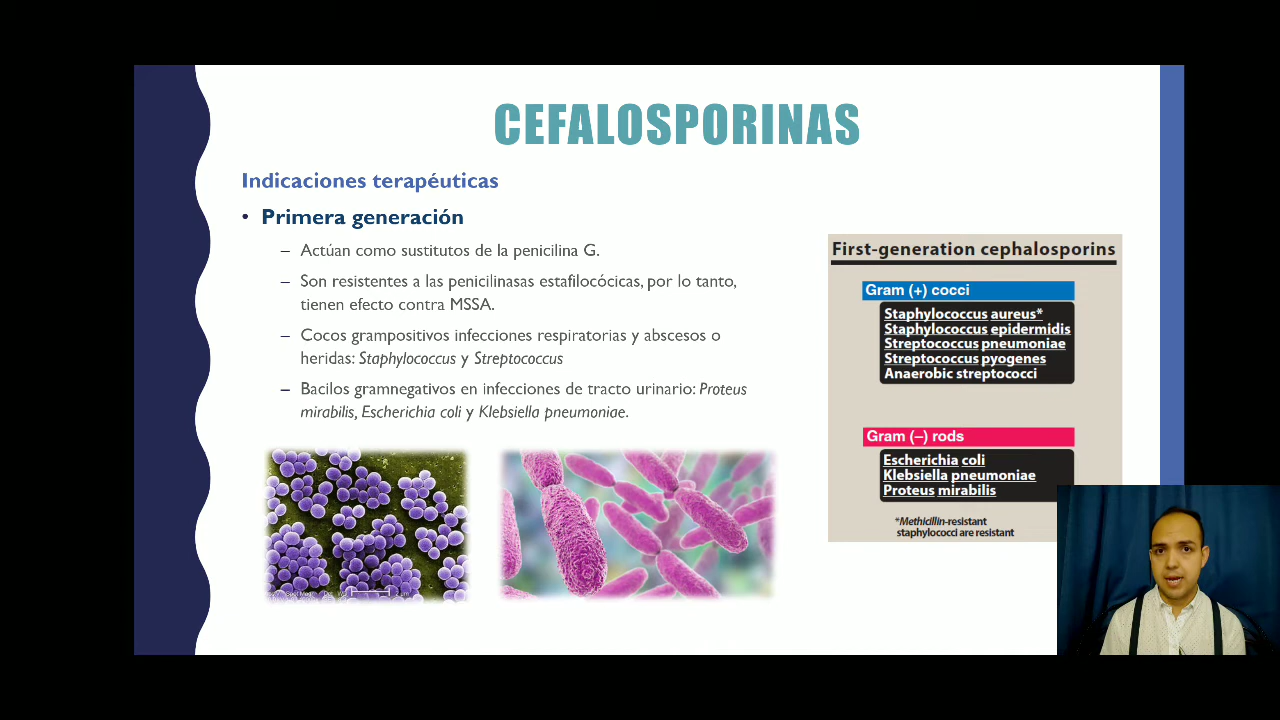 CEFALOSPORINAS
Indicaciones terapéuticas
• Primera generación
– Actúan como sustitutos de la penicilina G.
– Son resistentes a las penicilinasas estafilocócicas, por lo tanto,
tienen efecto contra MSSA.
– Cocos grampositivos infecciones respiratorias y abscesos o
heridas: Staphylococcus y Streptococcus
– Bacilos gramnegativos en infecciones de tracto urinario: Proteus
mirabilis, Escherichia coli y Klebsiella pneumoniae.
First-generation cephalosporins
Gram (+) cocci
Staphylococcus aureus*
Staphylococcus epidermidis
Streptococcus pneumoniae
Streptococcus pyogenes
Anaerobic streptococci
Gram (–) rods
Escherichia coli
Klebsiella pneumoniae
Proteus mirabilis
*Methicillin-resistant
staphylococci are resistant